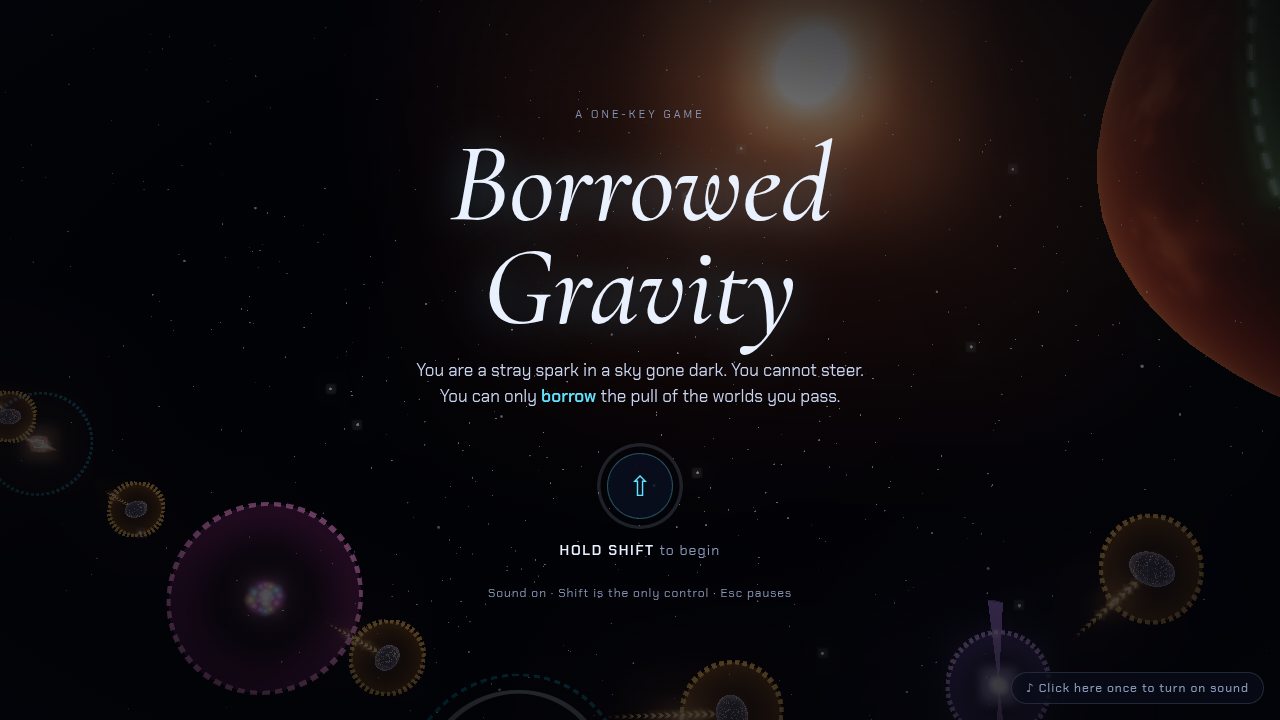 A ONE-KEY GAME
Borrowed
Gravity
You are a stray spark in a sky gone dark. You cannot steer.
You can only borrow the pull of the worlds you pass.
⇧
HOLD SHIFT to begin
Sound on · Shift is the only control · Esc pauses
♪ Click here once to turn on sound